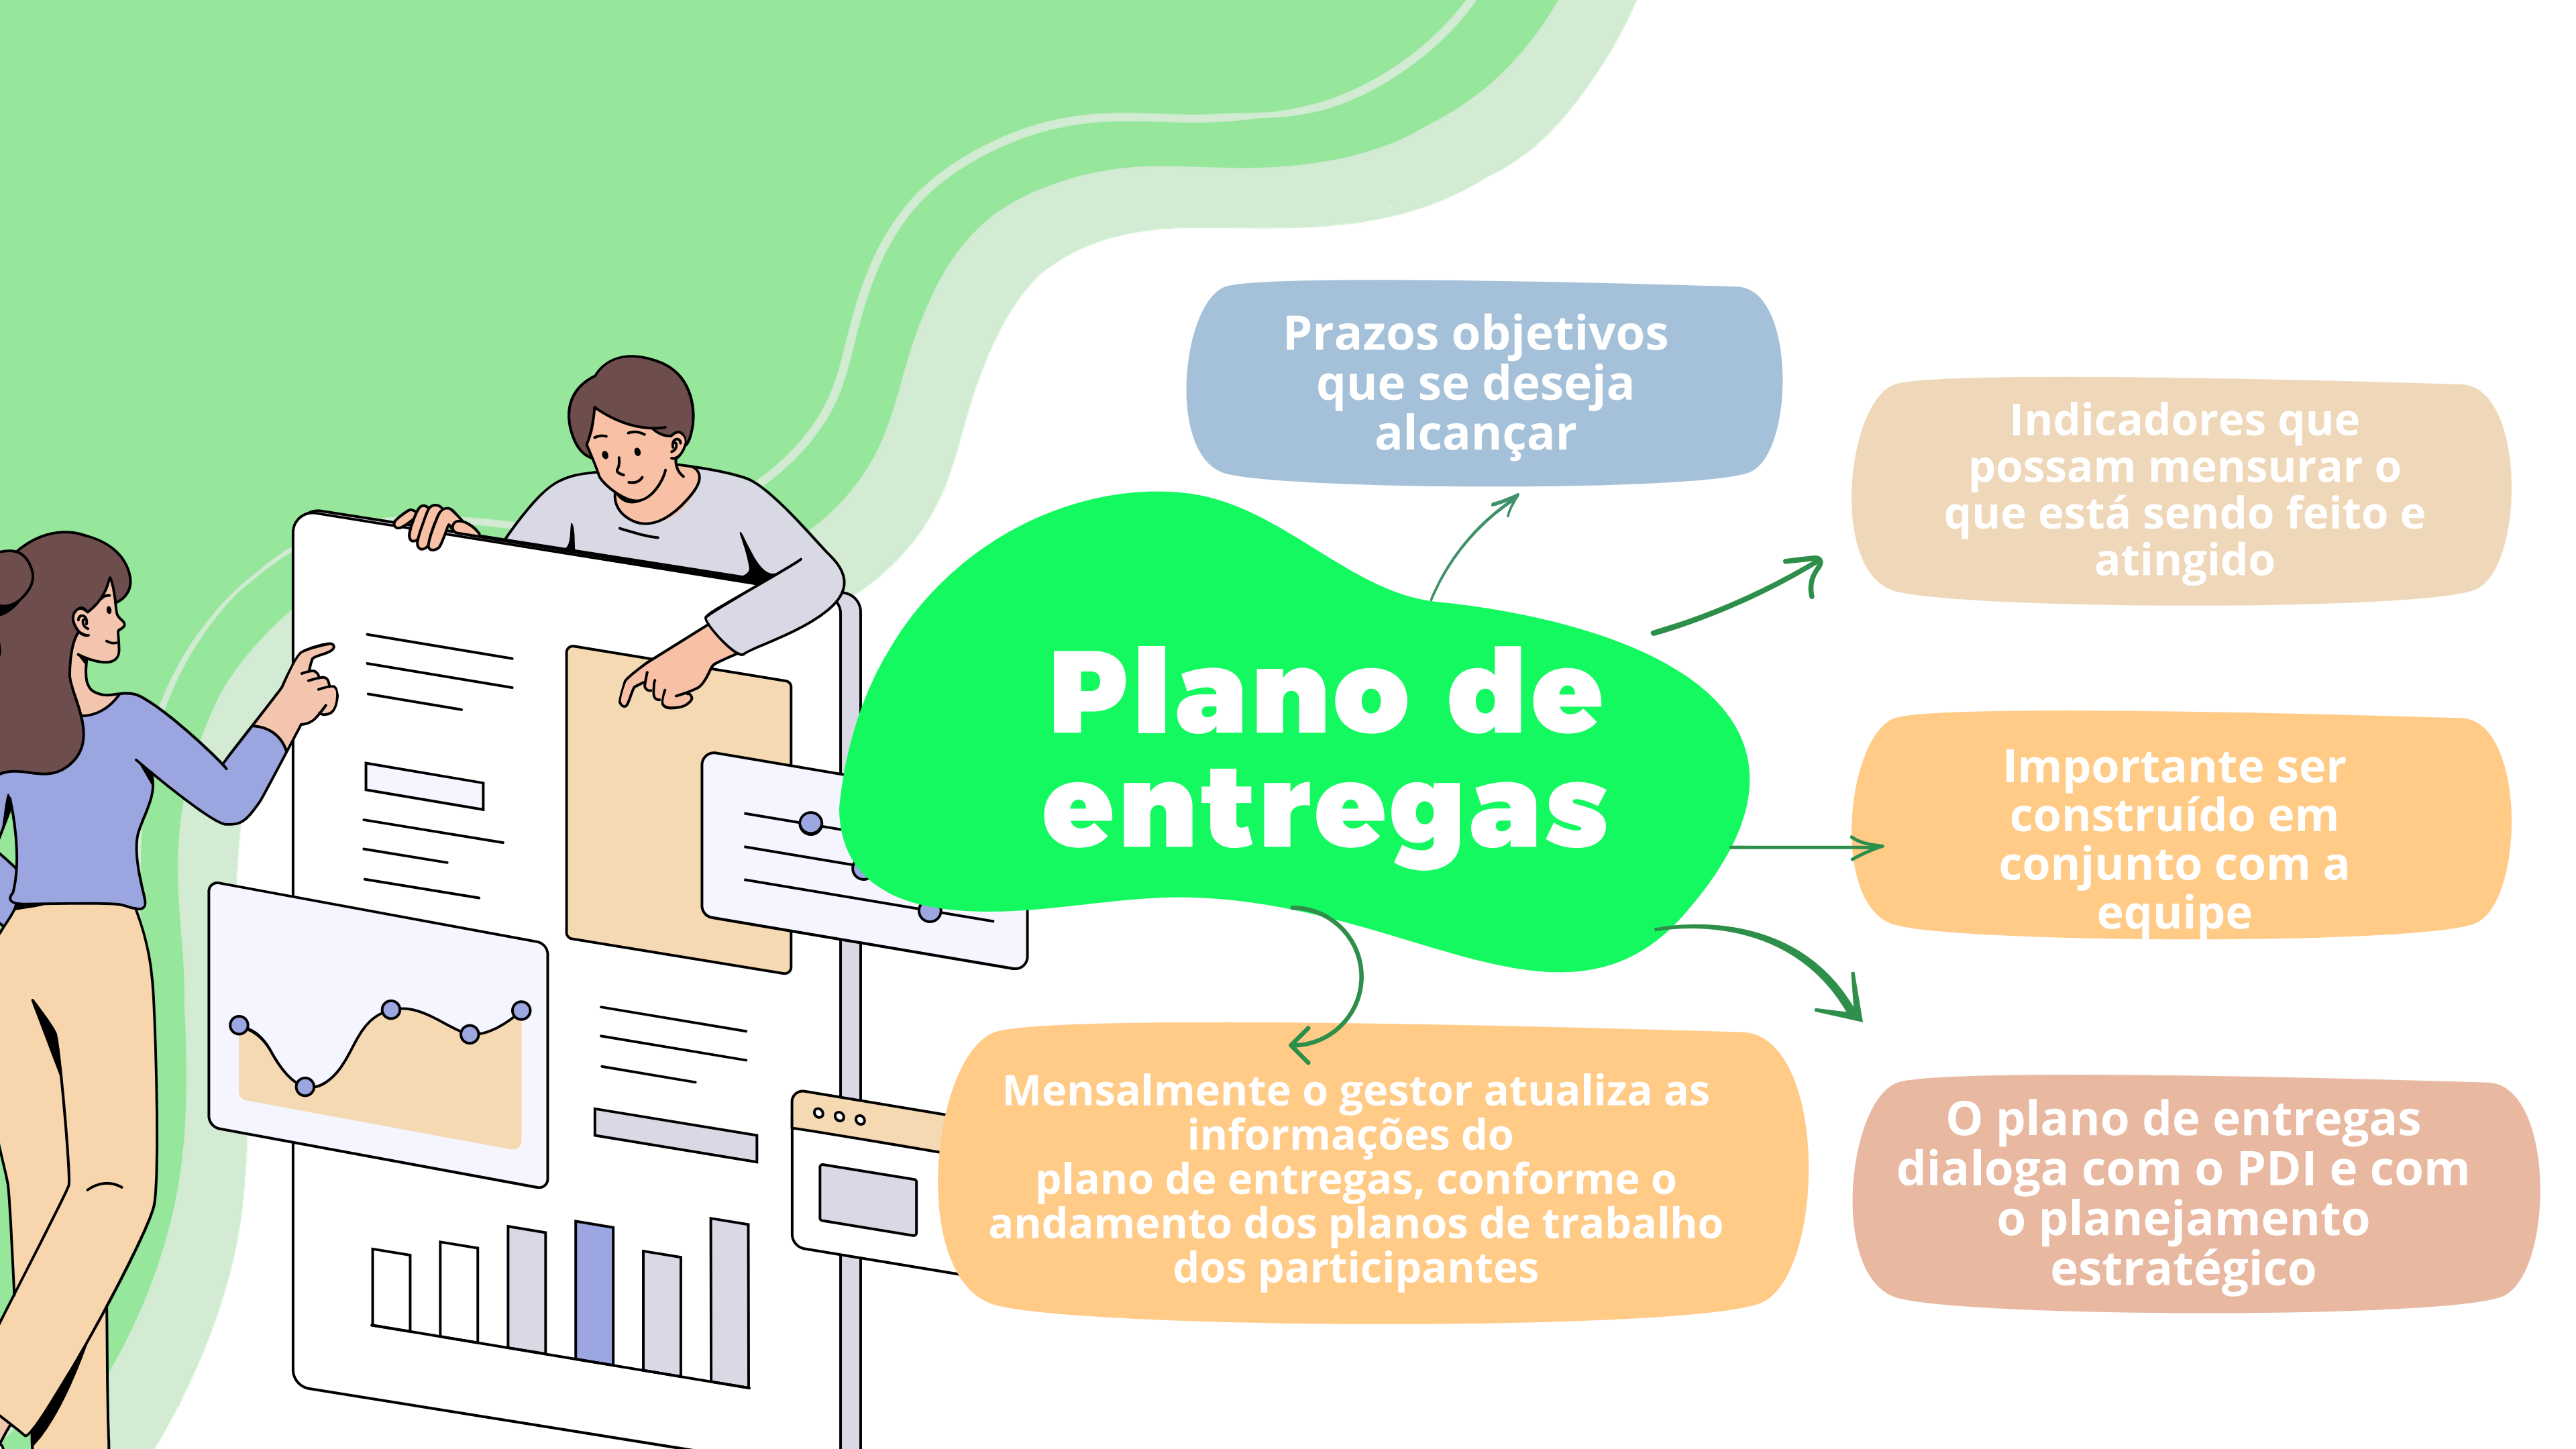 Prazos objetivos
que se deseja
alcançar
Indicadores que
possam mensurar o
que está sendo feito e
atingido
Plano de
entregas
Importante ser
construído em
conjunto com a
equipe
Mensalmente o gestor atualiza as
informações do
plano de entregas, conforme o
andamento dos planos de trabalho
dos participantes
O plano de entregas
dialoga com o PDI e com
o planejamento
estratégico